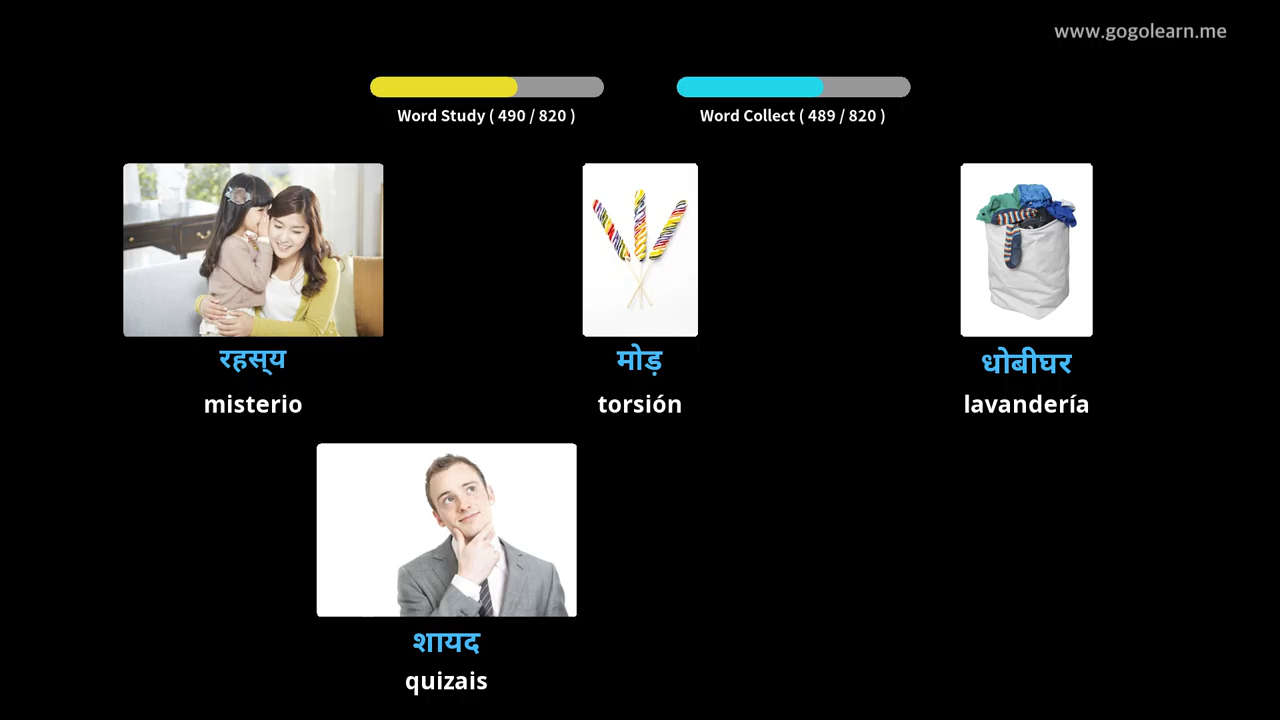 www.gogolearn.me
Word Study ( 490 / 820 )
Word Collect ( 489 / 820 )
रहस्य
मोड़
धोबीघर
misterio
torsión
lavandería
शायद
quizais